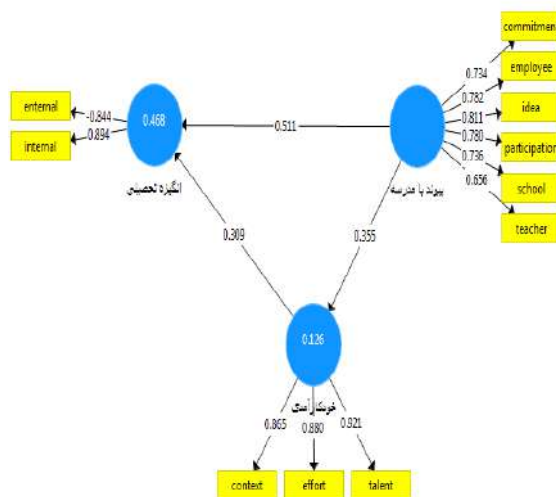 commitment
0.734
employee
0.782
enternal
-0.844
0.468
idea
0.811
0.511
internal
0.894
participation
0.780
انگیزه تحصیلی
پیوند با مدرسه
school
0.736
teacher
0.656
0.309
0.355
0.126
خودکارآمدی
0.865
0.880
0.921
context
effort
talent